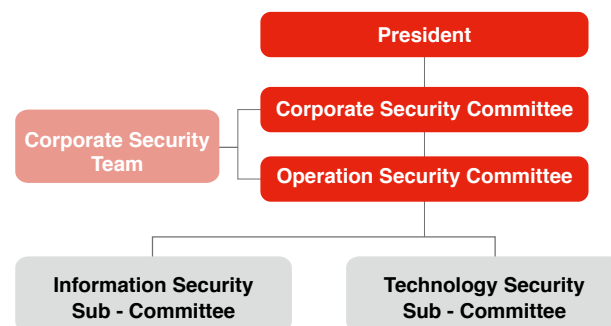 President
Corporate Security Committee
Corporate Security
Team
Operation Security Committee
Information Security
Sub - Committee
Technology Security
Sub - Committee